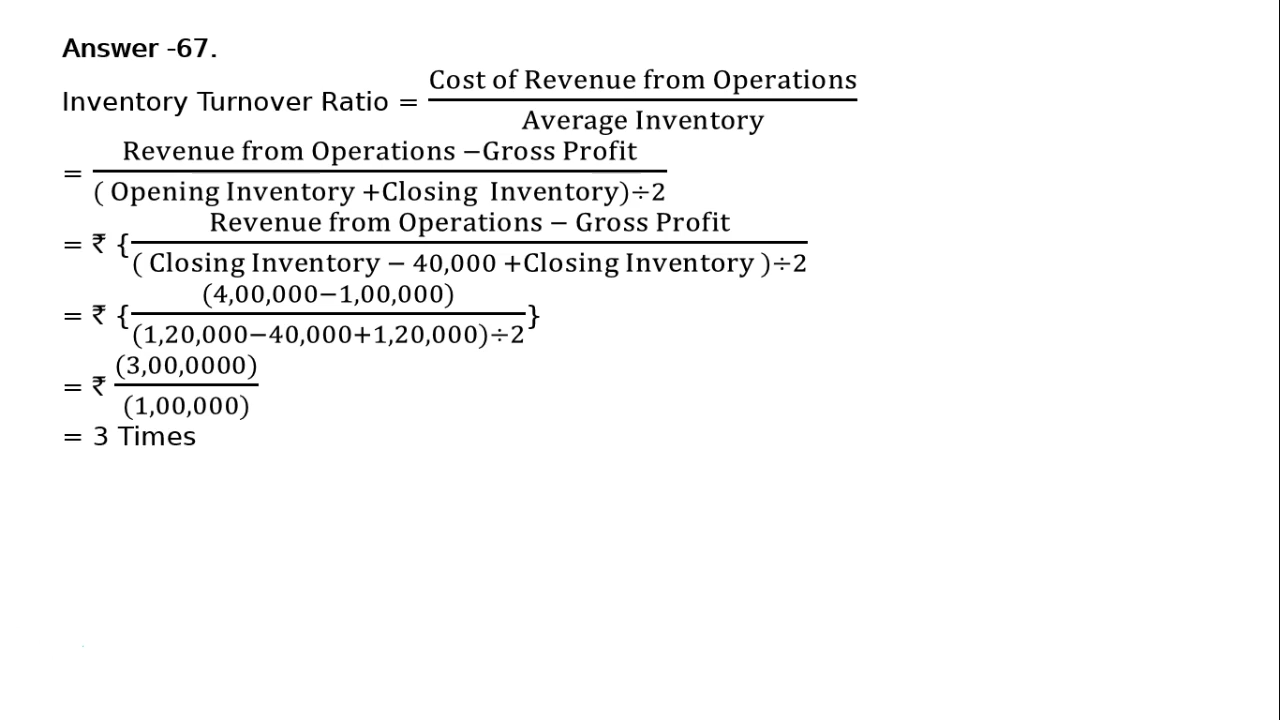 Answer -67.
Inventory Turnover Ratio = Cost of Revenue from Operations / Average Inventory
= Revenue from Operations −Gross Profit / ( Opening Inventory +Closing Inventory)÷2
= ₹ { Revenue from Operations − Gross Profit / ( Closing Inventory − 40,000 +Closing Inventory )÷2
= ₹ { (4,00,000−1,00,000) / (1,20,000−40,000+1,20,000)÷2 }
= ₹ (3,00,0000) / (1,00,000)
= 3 Times